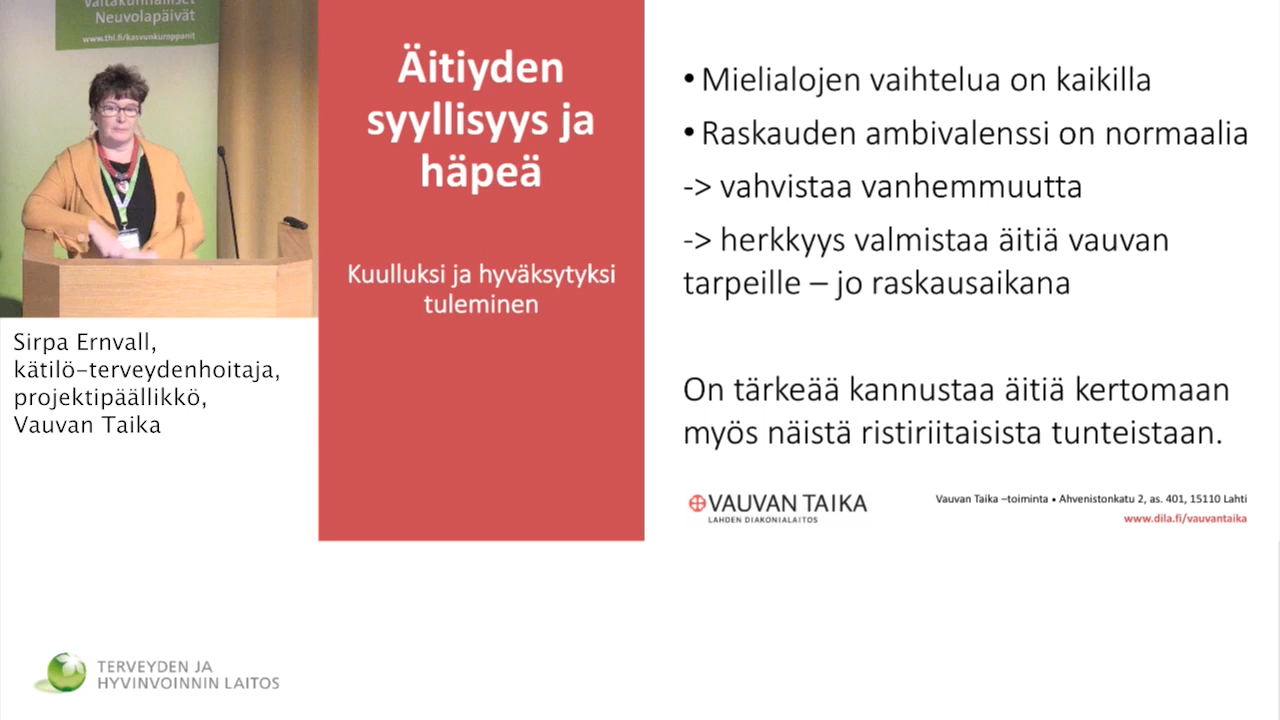 Valtakunnalliset
Neuvolapäivät
www.thl.fi/kasvunkumppanit
Sirpa Ernvall,
kätilö-terveydenhoitaja,
projektipäällikkö,
Vauvan Taika
Äitiyden
syyllisyys ja
häpeä
Kuulluksi ja hyväksytyksi
tuleminen
• Mielialojen vaihtelua on kaikilla
• Raskauden ambivalenssi on normaalia
-> vahvistaa vanhemmuutta
-> herkkyys valmistaa äitiä vauvan
tarpeille – jo raskausaikana
On tärkeää kannustaa äitiä kertomaan
myös näistä ristiriitaisista tunteistaan.
VAUVAN TAIKA
LAHDEN DIAKONIALAITOS
Vauvan Taika –toiminta • Ahvenistonkatu 2, as. 401, 15110 Lahti
www.dila.fi/vauvantaika
TERVEYDEN JA
HYVINVOINNIN LAITOS